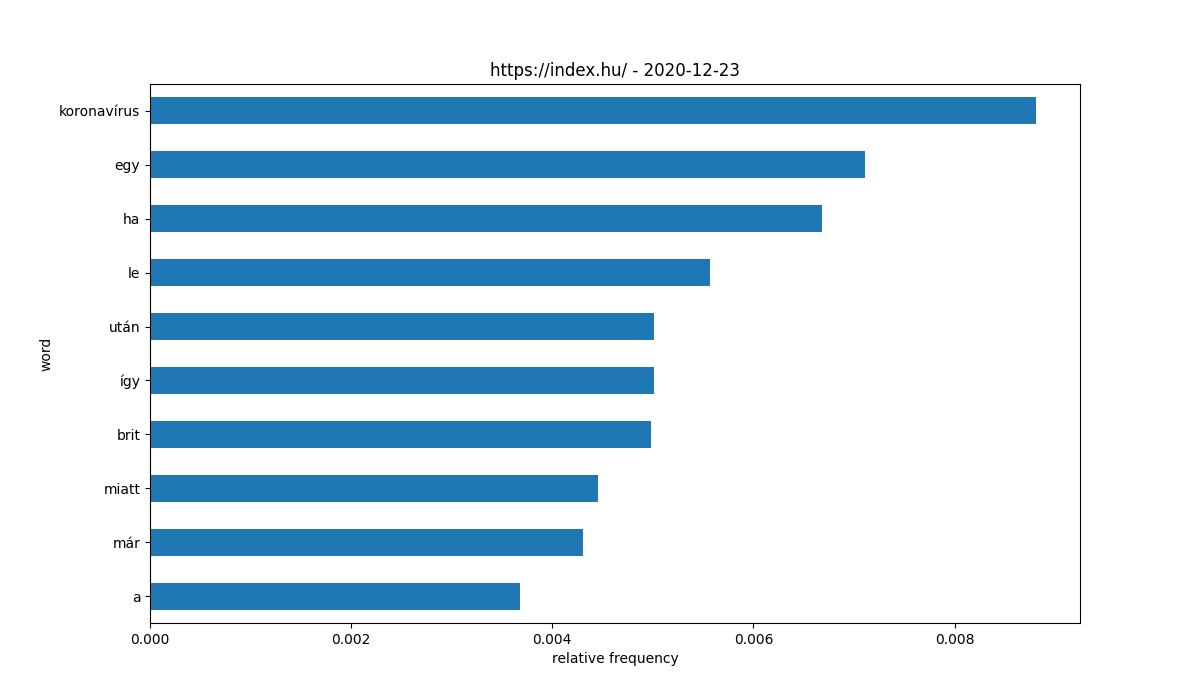 https://index.hu/ - 2020-12-23
koronavírus
egy
ha
le
után
így
brit
miatt
már
a
word
0.000 0.002 0.004 0.006 0.008
relative frequency